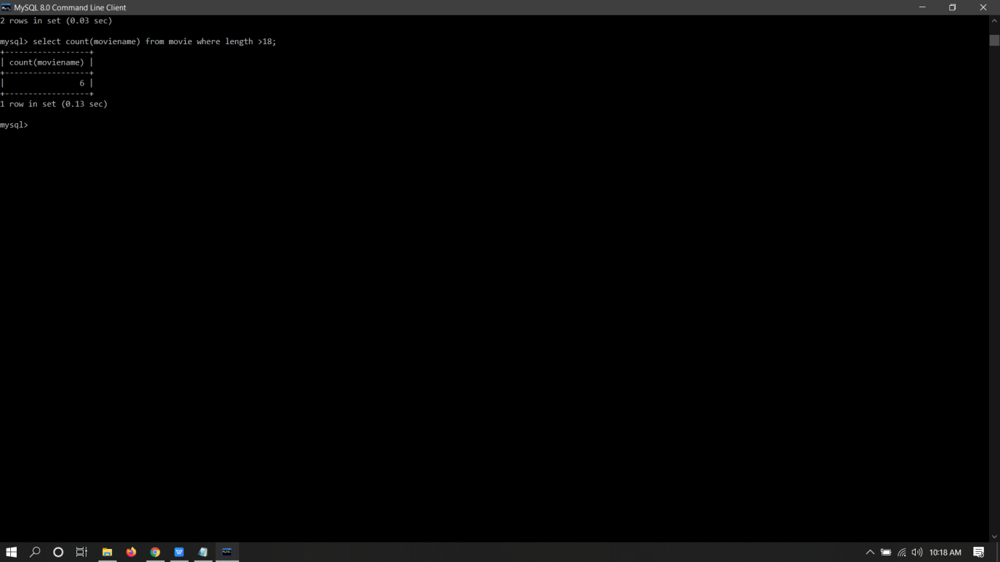 MySQL 8.0 Command Line Client
2 rows in set (0.03 sec)
mysql> select count(moviename) from movie where length >18;
+------------------+
| count(moviename) |
+------------------+
|                6 |
+------------------+
1 row in set (0.13 sec)
mysql>
10:18 AM